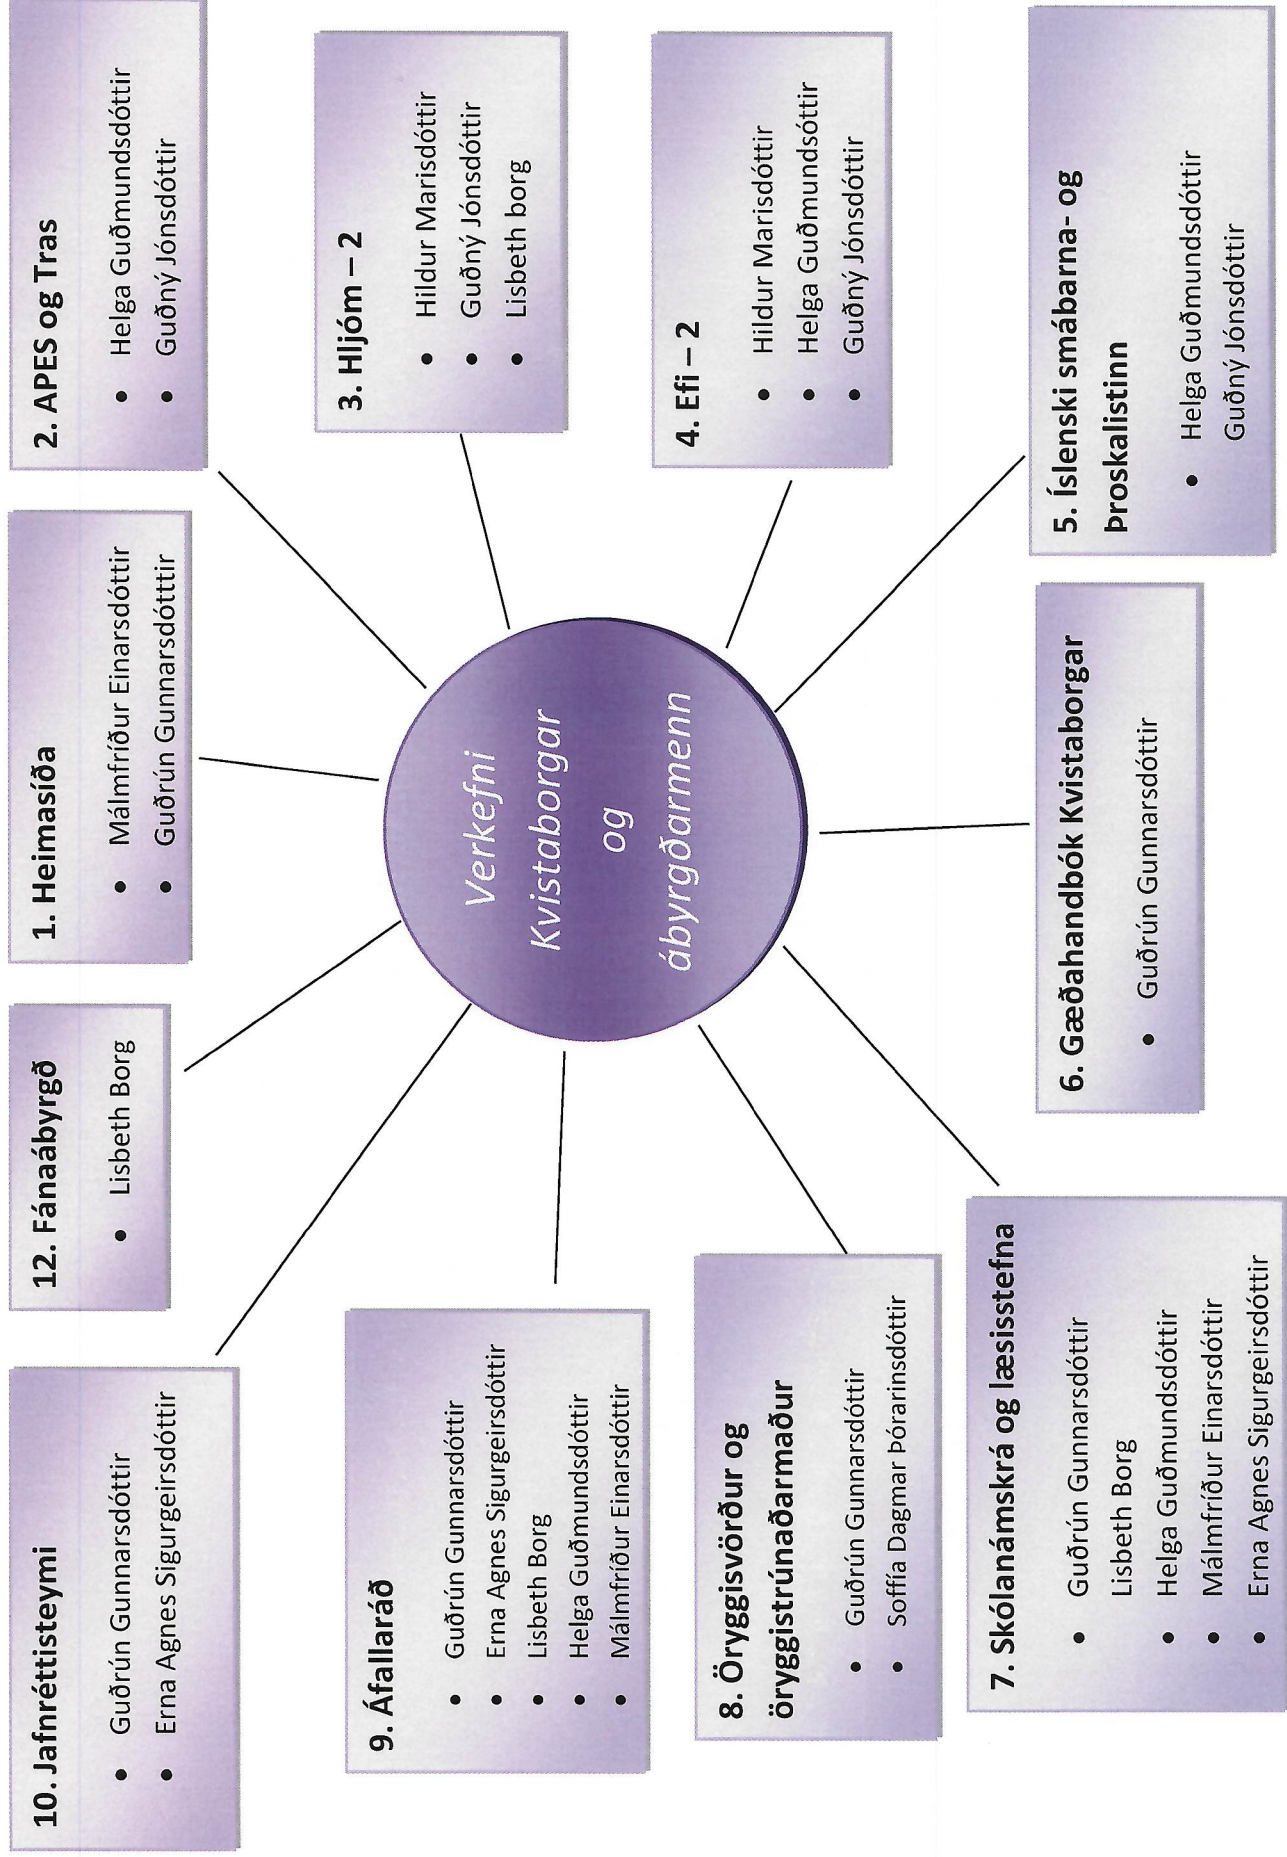 Verkefni
Kvistaborgar
og
ábyrgðarmenn
1. Heimasíða
• Málmfríður Einarsdóttir
• Guðrún Gunnarsdótttir
2. APES og Tras
• Helga Guðmundsdóttir
• Guðný Jónsdóttir
3. Hljóm – 2
• Hildur Marisdóttir
• Guðný Jónsdóttir
• Lisbeth borg
4. Efi – 2
• Hildur Marisdóttir
• Helga Guðmundsóttir
• Guðný Jónsdóttir
5. Íslenski smábarna- og
Þroskalistinn
• Helga Guðmundsdóttir
Guðný Jónsdóttir
6. Gæðahandbók Kvistaborgar
• Guðrún Gunnarsdóttir
7. Skólanámskrá og læsisstefna
• Guðrún Gunnarsdóttir
Lisbeth Borg
• Helga Guðmundsdóttir
• Málmfríður Einarsdóttir
• Erna Agnes Sigurgeirsdóttir
8. Öryggisvörður og
öryggistrúnaðarmaður
• Guðrún Gunnarsdóttir
• Soffía Dagmar Þórarinsdóttir
9. Áfallaráð
• Guðrún Gunnarsdóttir
• Erna Agnes Sigurgeirsdóttir
• Lisbeth Borg
• Helga Guðmundsdóttir
• Málmfríður Einarsdóttir
10. Jafnréttisteymi
• Guðrún Gunnarsdóttir
• Erna Agnes Sigurgeirsdóttir
12. Fánaábyrgð
• Lisbeth Borg